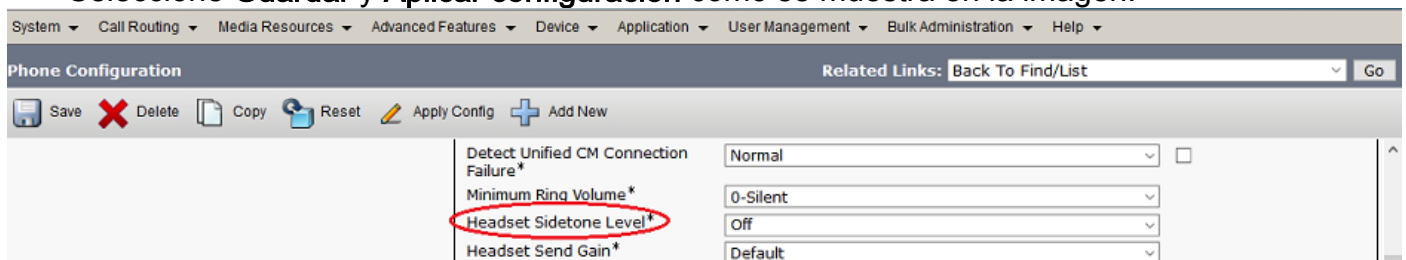 Seleccione Guardar y Aplicar configuración como se muestra en la imagen.
System Call Routing Media Resources Advanced Features Device Application User Management Bulk Administration Help
Phone Configuration Related Links: Back To Find/List Go
Save Delete Copy Reset Apply Config Add New
Detect Unified CM Connection Failure* Normal
Minimum Ring Volume* 0-Silent
Headset Sidetone Level* Off
Headset Send Gain* Default